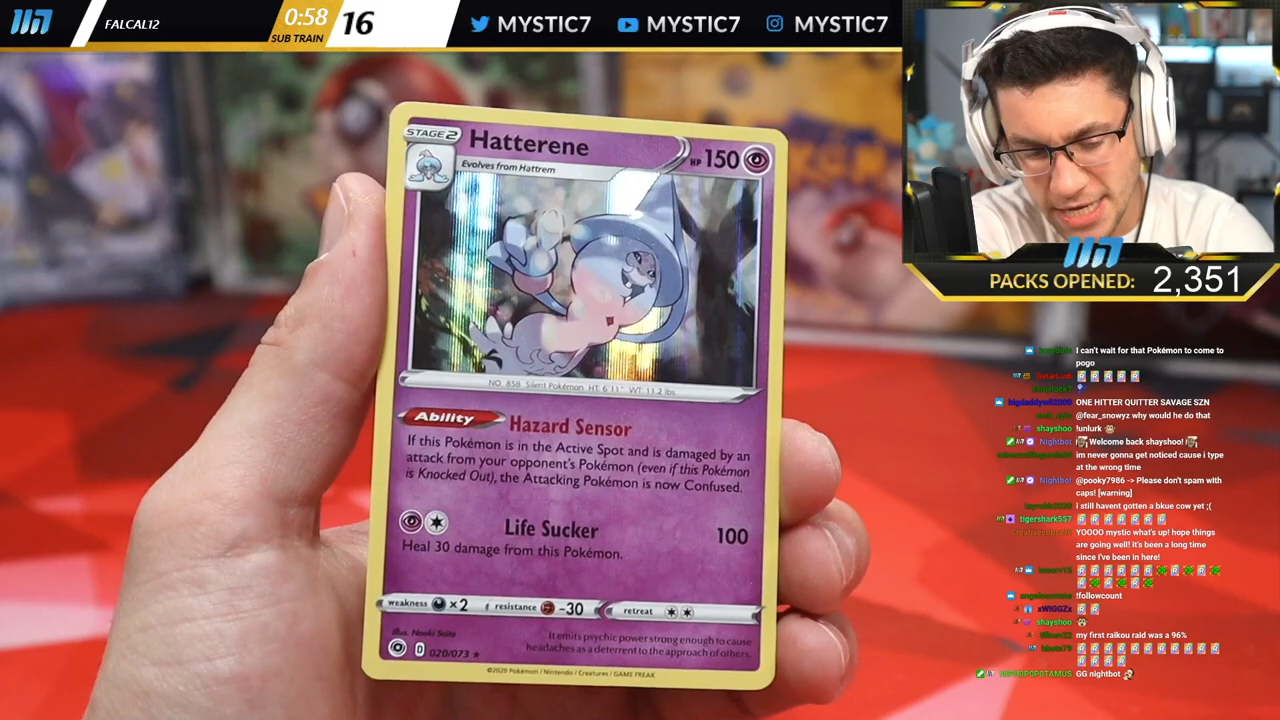 FALCAL12
0:58
SUB TRAIN
16
MYSTIC7
MYSTIC7
MYSTIC7
PACKS OPENED: 2,351
STAGE2
Hatterene
HP 150
Evolves from Hattrem
NO. 858 Silent Pokémon HT: 6'11" WT: 11.2 lbs
Ability Hazard Sensor
If this Pokémon is in the Active Spot and is damaged by an
attack from your opponent's Pokémon (even if this Pokémon
is Knocked Out), the Attacking Pokémon is now Confused.
Life Sucker 100
Heal 30 damage from this Pokémon.
weakness ×2 resistance -30 retreat
Illus. Naoki Saito
It emits psychic power strong enough to cause
headaches as a deterrent to the approach of others.
D 020/073
©2020 Pokémon / Nintendo / Creatures / GAME FREAK
I can't wait for that Pokémon to come to
pogo
bigdaddywill2000 ONE HITTER QUITTER SAVAGE SZN
@fear_snowyz why would he do that
shayshoo !unlurk
Nightbot Welcome back shayshoo!
im never gonna get noticed cause i type
at the wrong time
Nightbot @pooky7986 -> Please don't spam with
caps! [warning]
i still havent gotten a bkue cow yet ;(
tigershark557
YOOOO mystic what's up! hope things
are going well! it's been a long time
since i've been in here!
!followcount
xWIGGZx
shayshoo
my first raikou raid was a 96%
GG nightbot